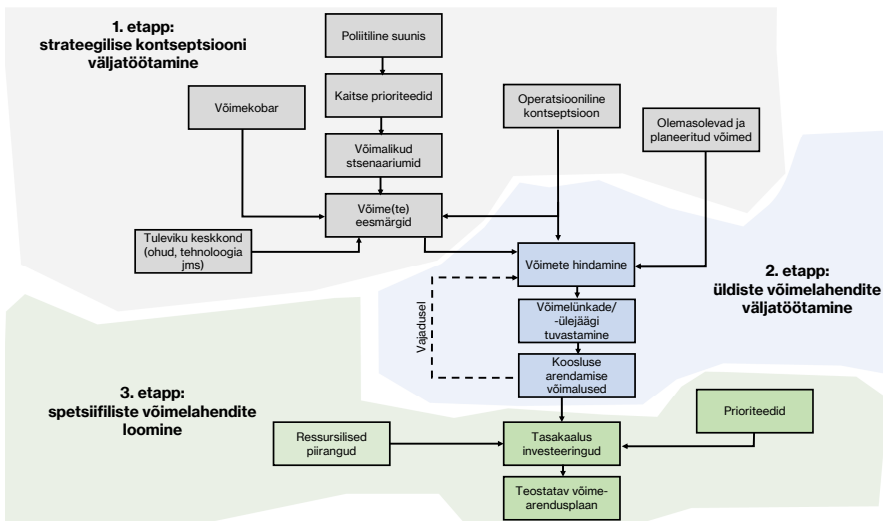 1. etapp:
strateegilise kontseptsiooni
väljatöötamine
Poliitiline suunis
Kaitse prioriteedid
Võimekobar
Operatsiooniline
kontseptsioon
Olemasolevad ja
planeeritud võimed
Võimalikud
stsenaariumid
Võime(te)
eesmärgid
Tuleviku keskkond
(ohud, tehnoloogia
jms)
Võimete hindamine
2. etapp:
üldiste võimelahendite
väljatöötamine
Võimelünkade/
-ülejäägi
tuvastamine
Vajadusel
Koosluse
arendamise
võimalused
3. etapp:
spetsiifiliste võimelahendite
loomine
Prioriteedid
Ressursilised
piirangud
Tasakaalus
investeeringud
Teostatav võime-
arendusplaan